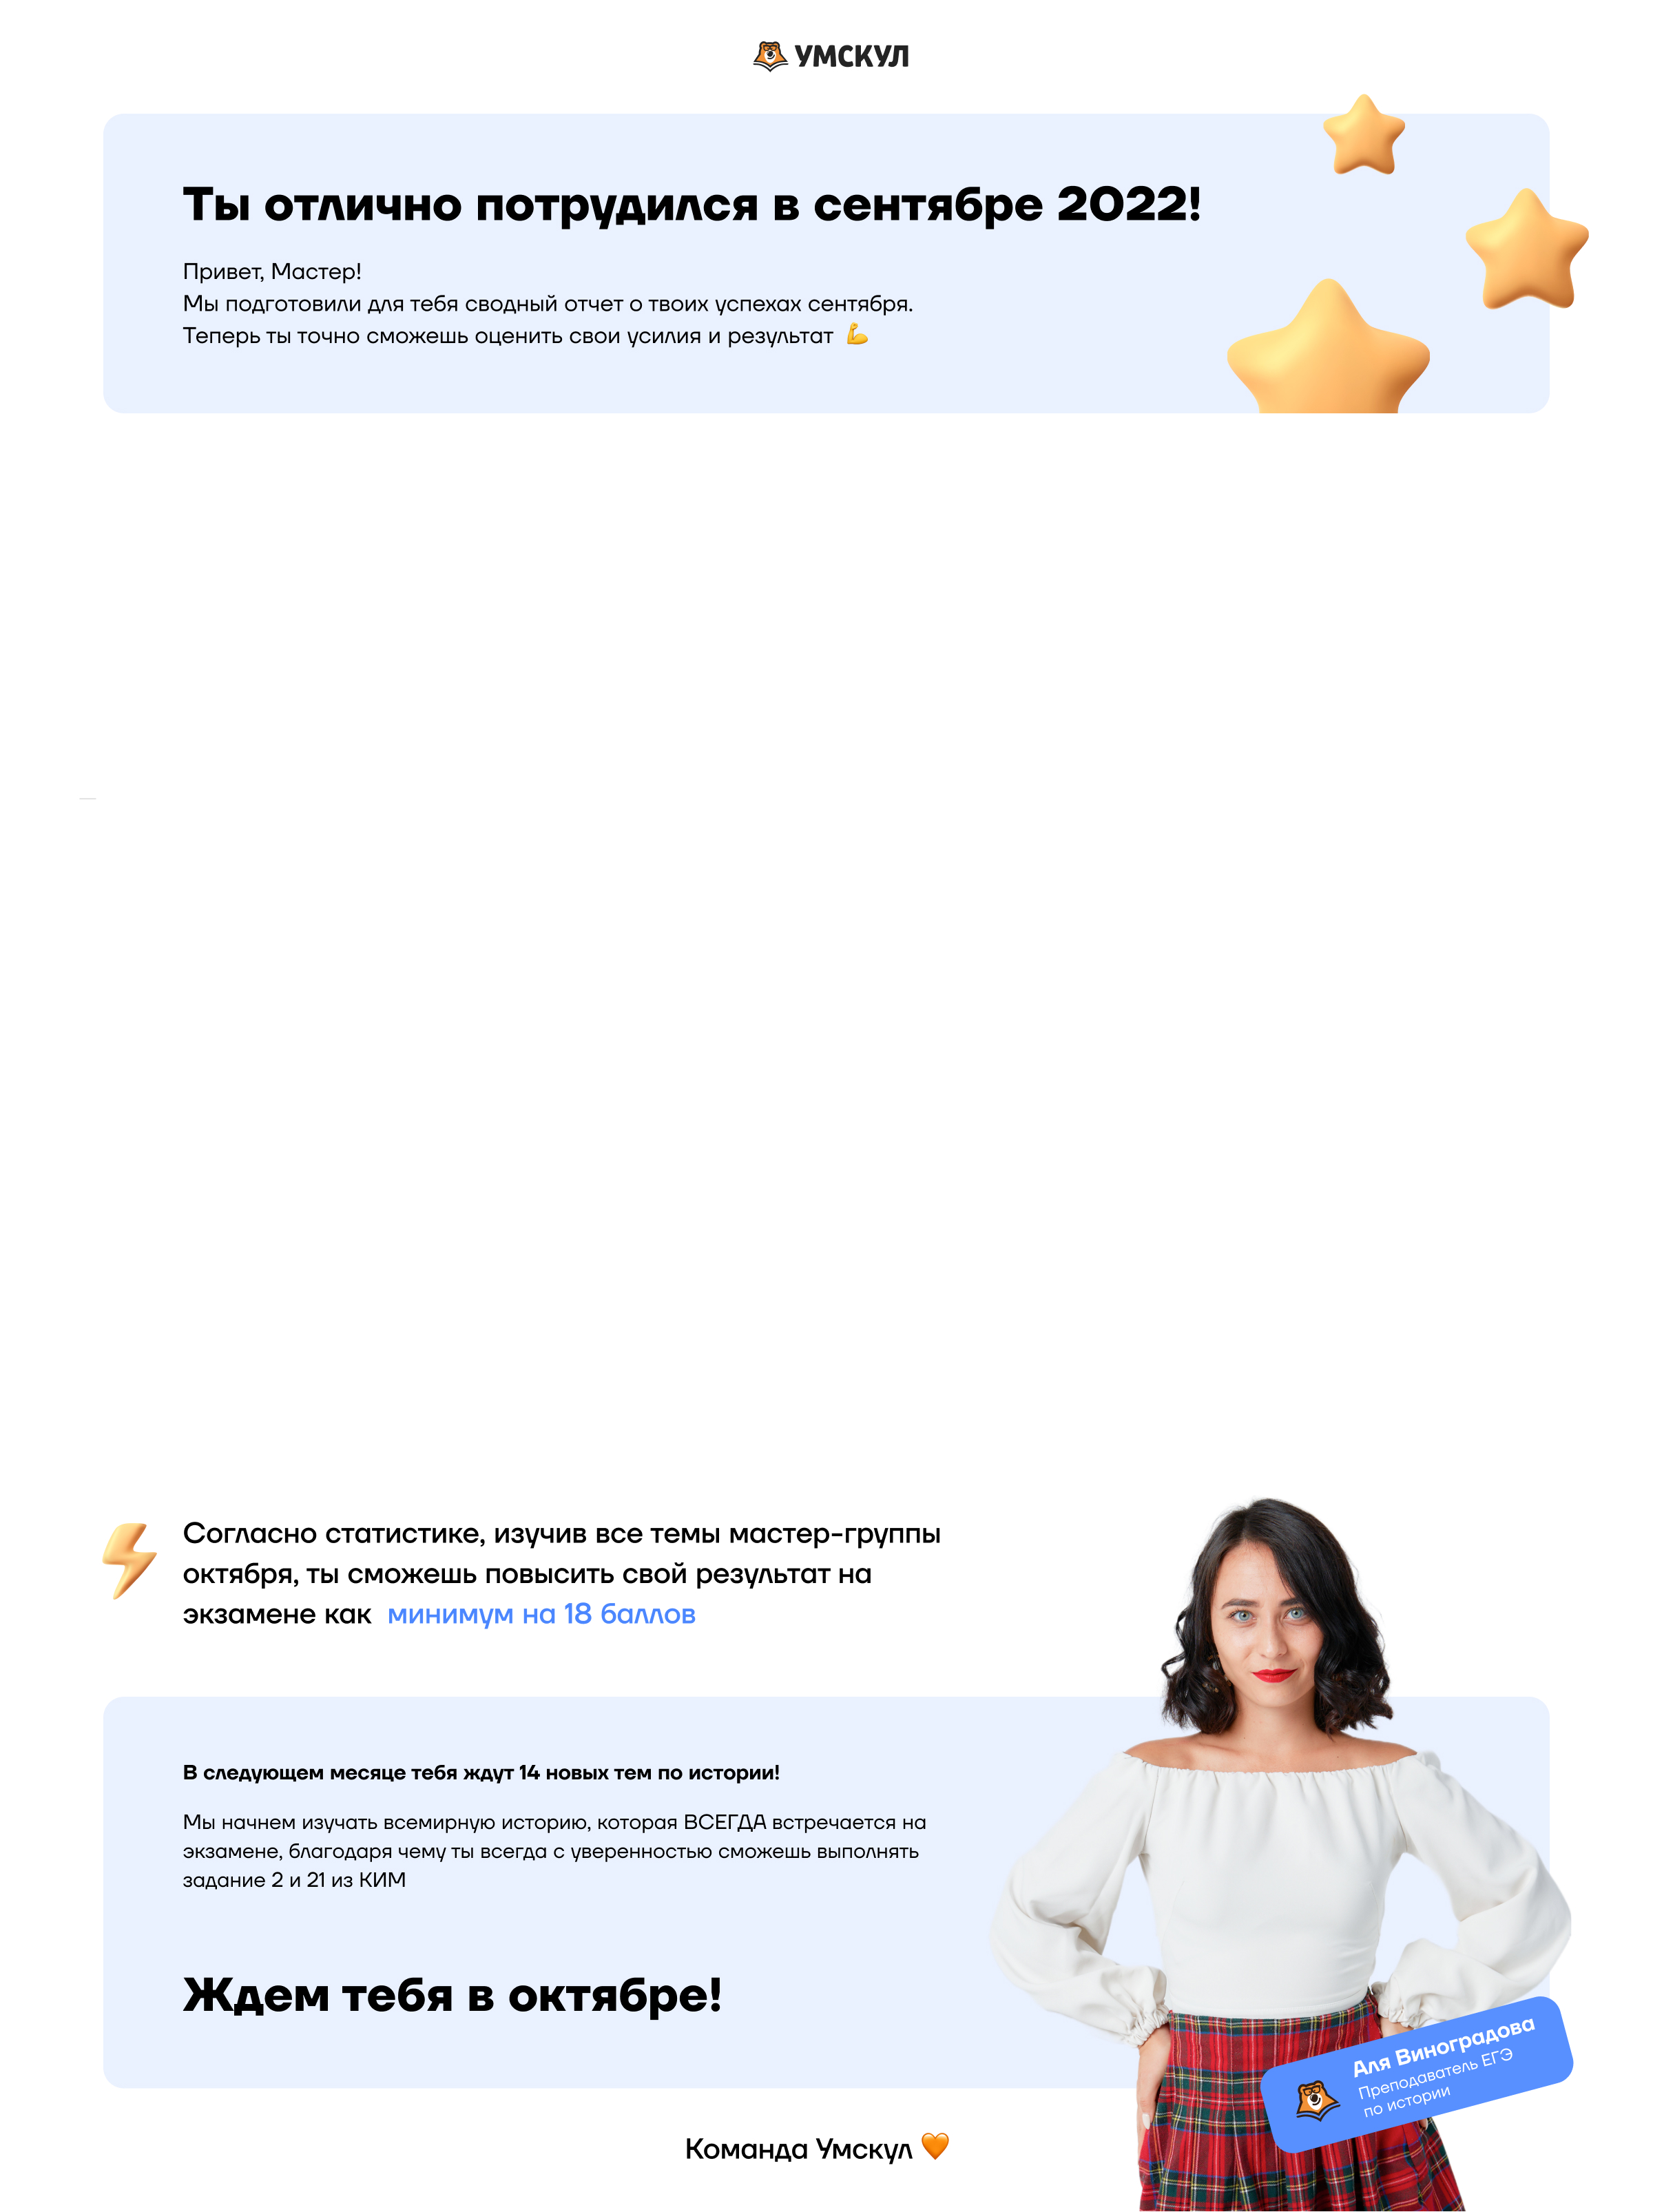 УМСКУЛ
Ты отлично потрудился в сентябре 2022!
Привет, Мастер!
Мы подготовили для тебя сводный отчет о твоих успехах сентября.
Теперь ты точно сможешь оценить свои усилия и результат 💪
Согласно статистике, изучив все темы мастер-группы
октября, ты сможешь повысить свой результат на
экзамене как минимум на 18 баллов
В следующем месяце тебя ждут 14 новых тем по истории!
Мы начнем изучать всемирную историю, которая ВСЕГДА встречается на
экзамене, благодаря чему ты всегда с уверенностью сможешь выполнять
задание 2 и 21 из КИМ
Ждем тебя в октябре!
Аля Виноградова
Преподаватель ЕГЭ
по истории
Команда Умскул 🧡